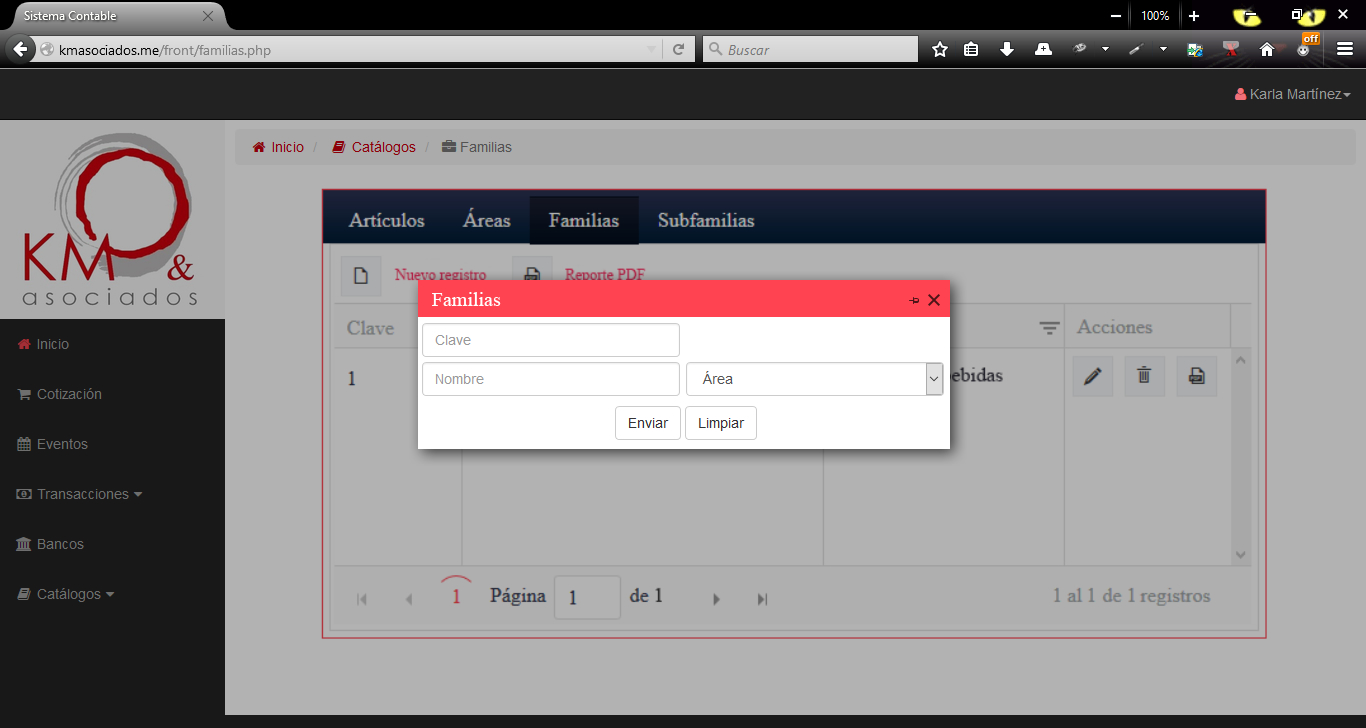 Sistema Contable
100%
kmasociados.me/front/familias.php
Buscar
off
Karla Martínez
KM &
asociados
Inicio / Catálogos / Familias
Artículos Áreas Familias Subfamilias
Nuevo registro Reporte PDF
Familias
Clave
Nombre Área
Enviar Limpiar
Clave Acciones
1 ebidas
Página 1 de 1
1
1 al 1 de 1 registros
Inicio
Cotización
Eventos
Transacciones
Bancos
Catálogos